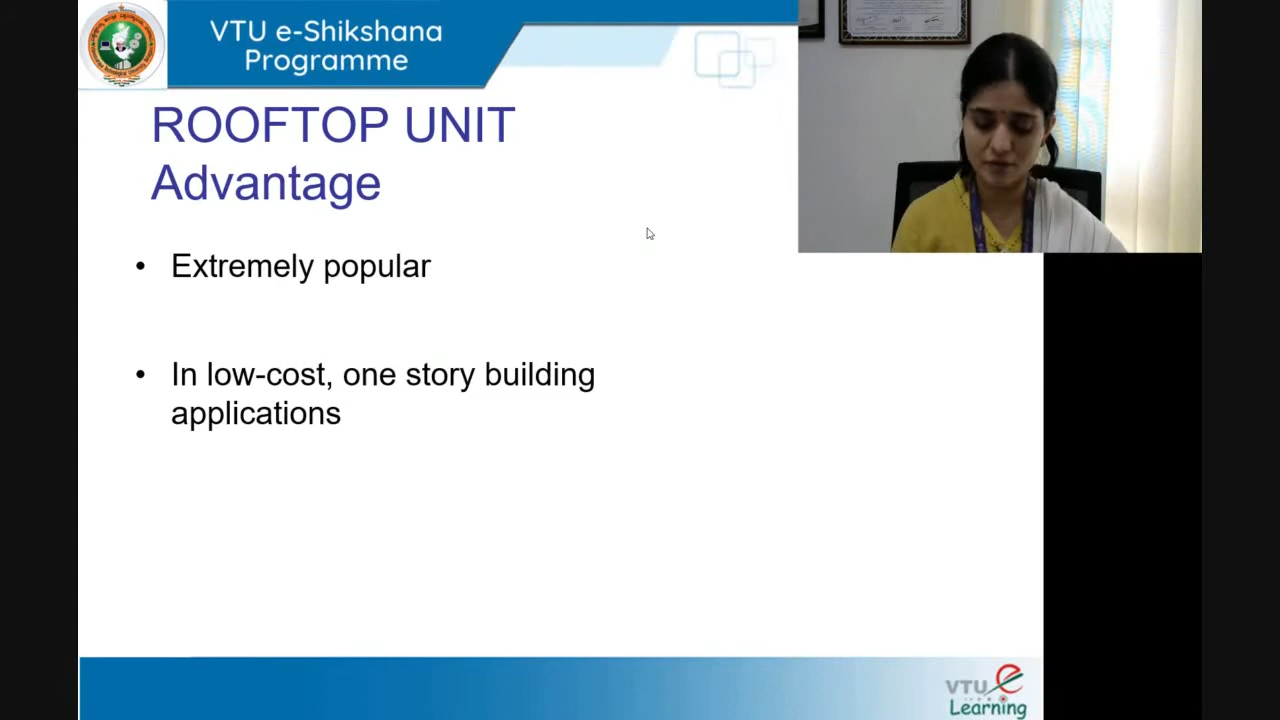 VTU e-Shikshana
Programme
ROOFTOP UNIT
Advantage
• Extremely popular
• In low-cost, one story building
applications
VTU e
Learning